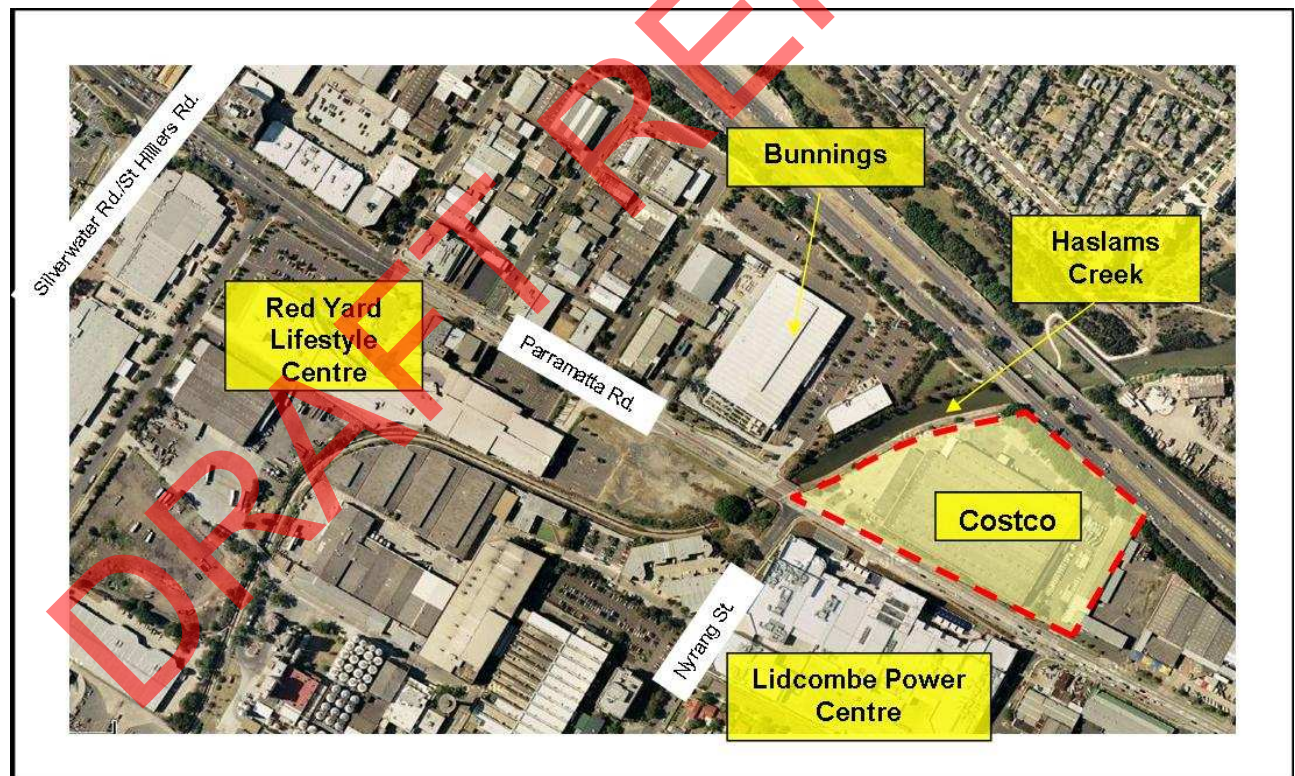 Silverwater Rd./St Hilliers Rd.
Bunnings
Haslams
Creek
Red Yard
Lifestyle
Centre
Parramatta Rd.
Costco
Nyrang St.
Lidcombe Power
Centre
DRAFT RE